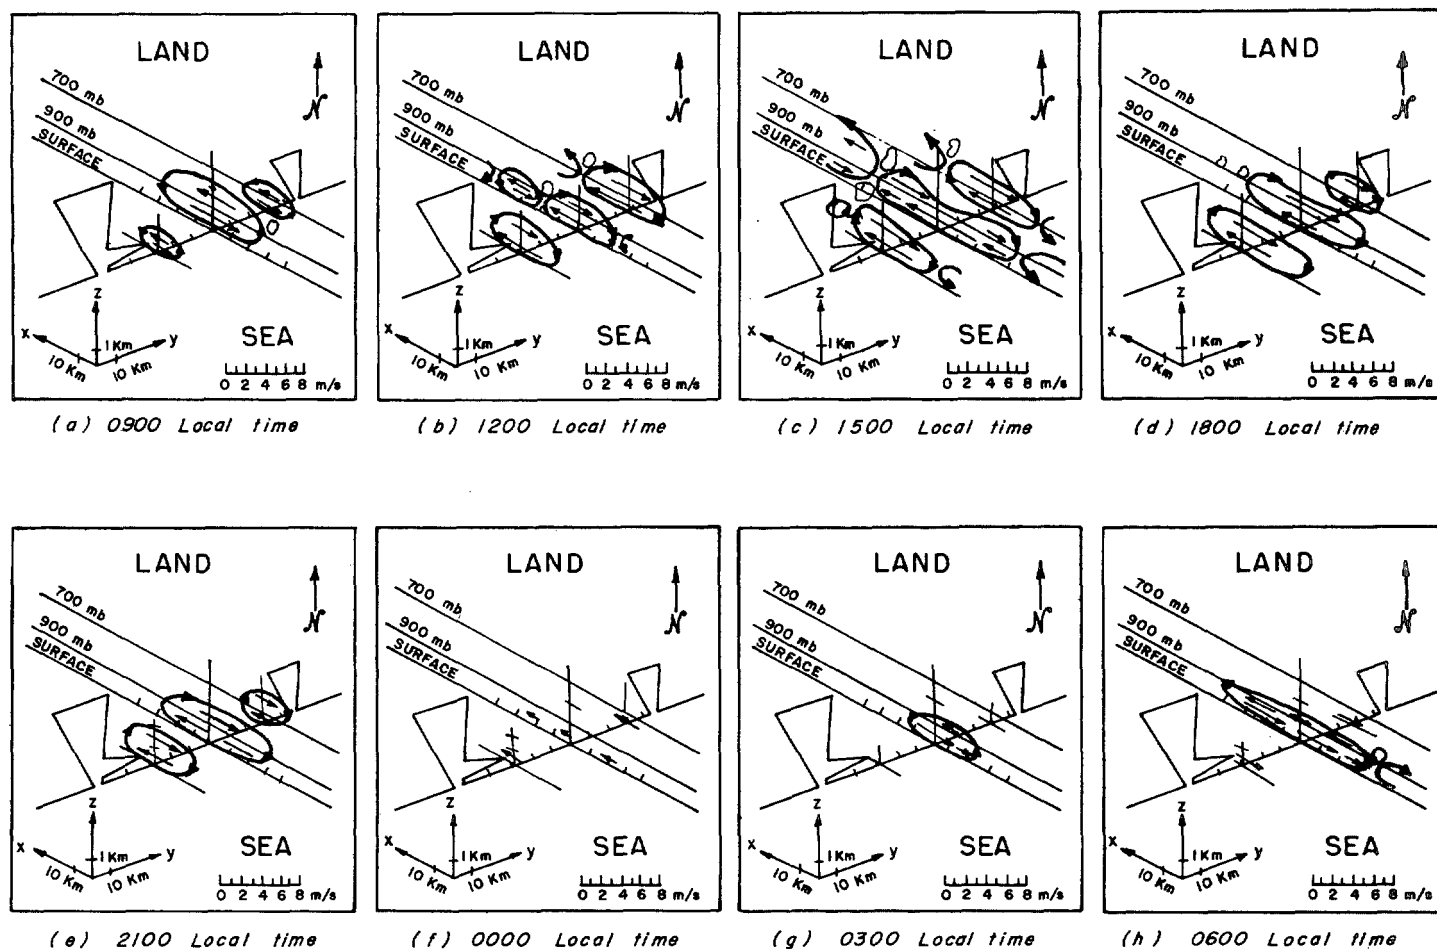 LAND
N
700 mb
900 mb
SURFACE
z
x
y
1 Km
10 Km
10 Km
SEA
0 2 4 6 8 m/s
(a) 0900 Local time
LAND
N
700 mb
900 mb
SURFACE
z
x
y
1 Km
10 Km
10 Km
SEA
0 2 4 6 8 m/s
(b) 1200 Local time
LAND
N
700 mb
900 mb
SURFACE
z
x
y
1 Km
10 Km
10 Km
SEA
0 2 4 6 8 m/s
(c) 1500 Local time
LAND
N
700 mb
900 mb
SURFACE
z
x
y
1 Km
10 Km
10 Km
SEA
0 2 4 6 8 m/s
(d) 1800 Local time
LAND
N
700 mb
900 mb
SURFACE
z
x
y
1 Km
10 Km
10 Km
SEA
0 2 4 6 8 m/s
(e) 2100 Local time
LAND
N
700 mb
900 mb
SURFACE
z
x
y
1 Km
10 Km
10 Km
SEA
0 2 4 6 8 m/s
(f) 0000 Local time
LAND
N
700 mb
900 mb
SURFACE
z
x
y
1 Km
10 Km
10 Km
SEA
0 2 4 6 8 m/s
(g) 0300 Local time
LAND
N
700 mb
900 mb
SURFACE
z
x
y
1 Km
10 Km
10 Km
SEA
0 2 4 6 8 m/s
(h) 0600 Local time